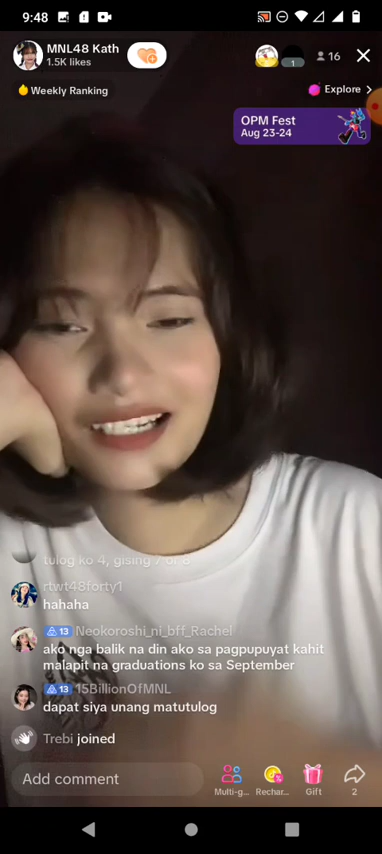 9:48
MNL48 Kath
1.5K likes
1
16
Weekly Ranking
Explore
OPM Fest
Aug 23-24
tulog ko 4, gising 7 or 8
rtwt48forty1
hahaha
13 Neokoroshi_ni_bff_Rachel
ako nga balik na din ako sa pagpupuyat kahit
malapit na graduations ko sa September
13 15BillionOfMNL
dapat siya unang matutulog
Trebi joined
Add comment
Multi-g...
Rechar...
Gift
2